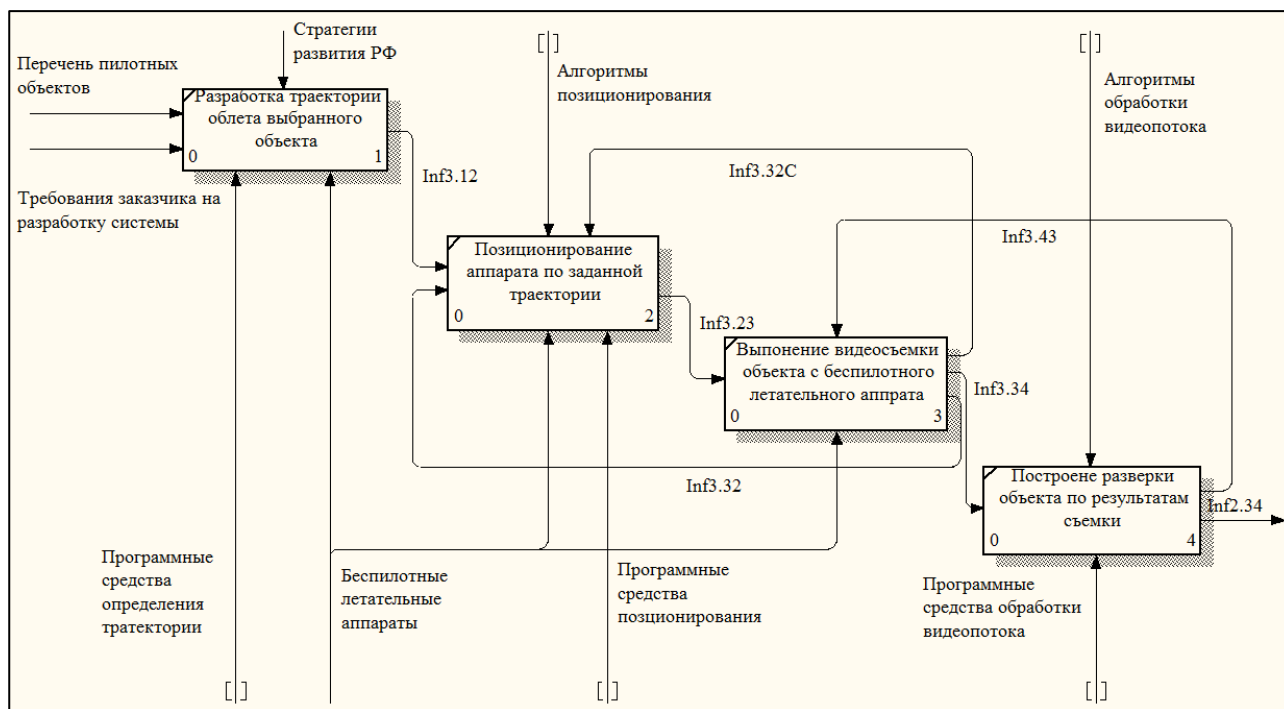 Стратегии
развития РФ
Перечень пилотных
объектов
Разработка траектории
облета выбранного
объекта
0
1
Требования заказчика на
разработку системы
Inf3.12
Алгоритмы
позиционирования
Inf3.32C
Алгоритмы
обработки
видеопотока
Inf3.43
Позиционирование
аппарата по заданной
траектории
0
2
Inf3.23
Выпонение видеосъемки
объекта с беспилотного
летательного аппрата
0
3
Inf3.34
Inf3.32
Построене разверки
объекта по результатам
съемки
0
4
Inf2.34
Программные
средства
определения
тратектории
Беспилотные
летательные
аппараты
Программные
средства
позционирования
Программные
средства обработки
видеопотока